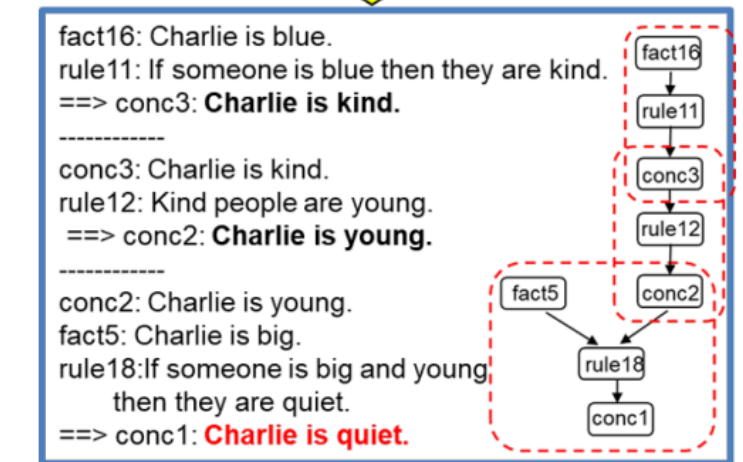 fact16: Charlie is blue.
rule11: If someone is blue then they are kind.
==> conc3: Charlie is kind.
------------
conc3: Charlie is kind.
rule12: Kind people are young.
==> conc2: Charlie is young.
------------
conc2: Charlie is young.
fact5: Charlie is big.
rule18:If someone is big and young
then they are quiet.
==> conc1: Charlie is quiet.
fact16
rule11
conc3
rule12
fact5
conc2
rule18
conc1